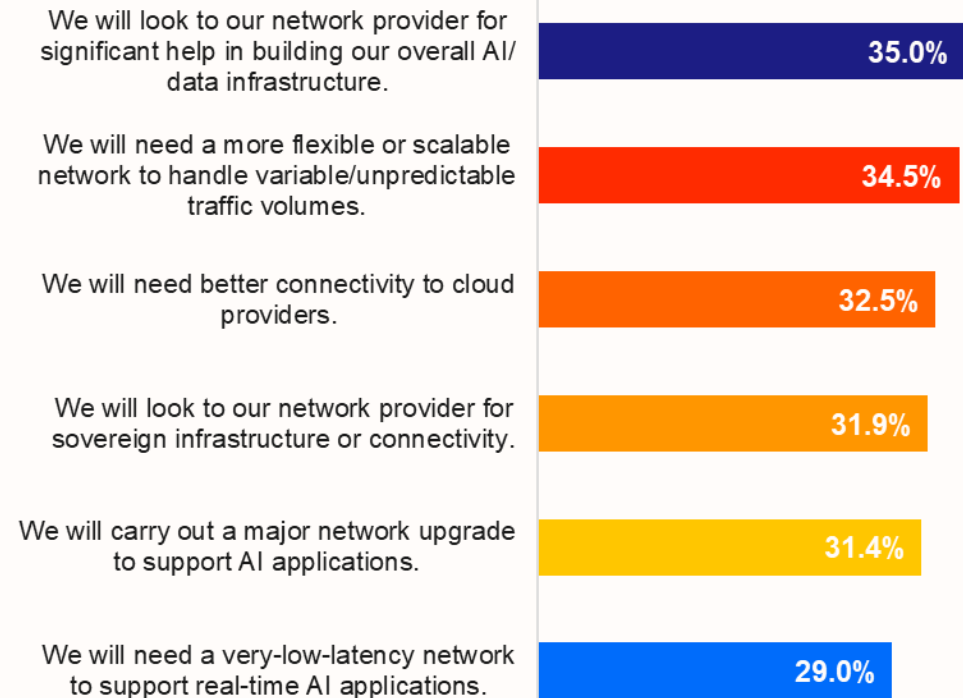 We will look to our network provider for
significant help in building our overall AI/
data infrastructure.
35.0%
We will need a more flexible or scalable
network to handle variable/unpredictable
traffic volumes.
34.5%
We will need better connectivity to cloud
providers.
32.5%
We will look to our network provider for
sovereign infrastructure or connectivity.
31.9%
We will carry out a major network upgrade
to support AI applications.
31.4%
We will need a very-low-latency network
to support real-time AI applications.
29.0%